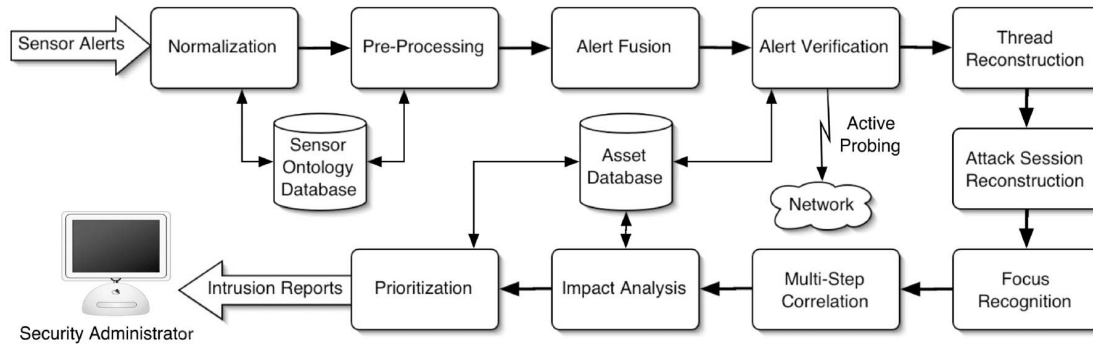 Sensor Alerts
Normalization
Pre-Processing
Alert Fusion
Alert Verification
Thread
Reconstruction
Sensor
Ontology
Database
Asset
Database
Active
Probing
Network
Attack Session
Reconstruction
Security Administrator
Intrusion Reports
Prioritization
Impact Analysis
Multi-Step
Correlation
Focus
Recognition